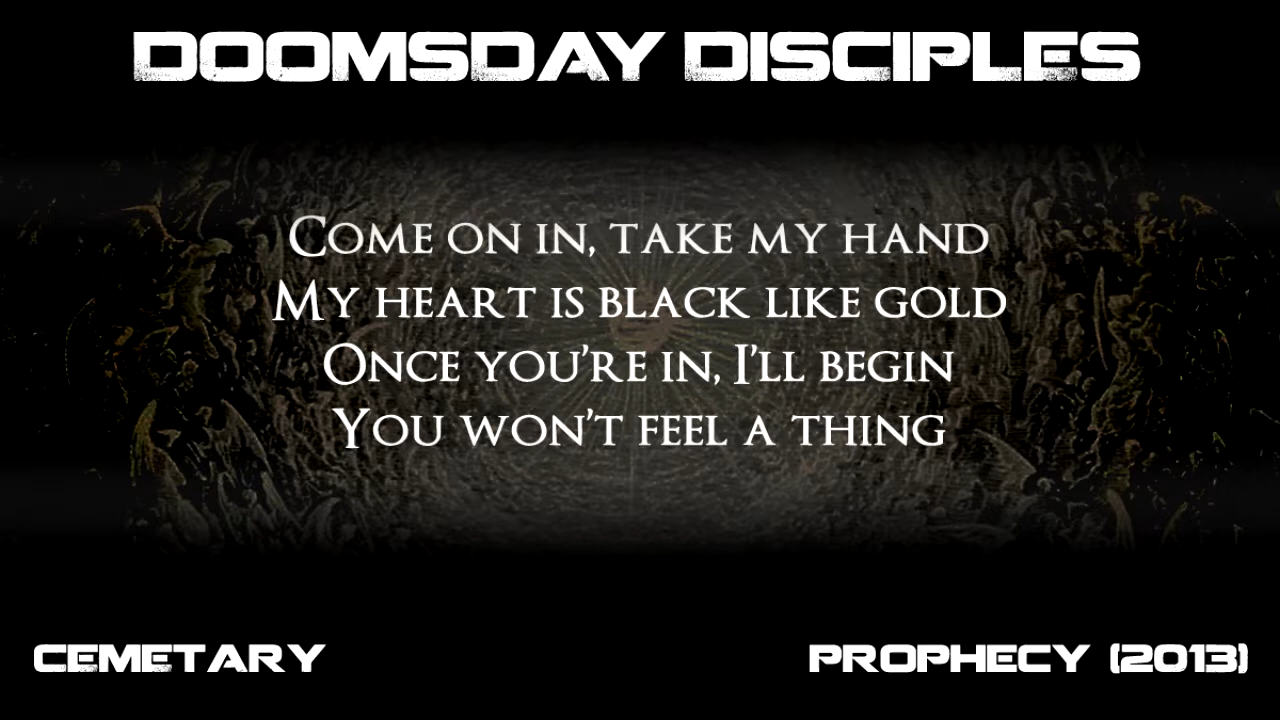 DOOMSDAY DISCIPLES
Come on in, take my hand
My heart is black like gold
Once you're in, I'll begin
You won't feel a thing
CEMETARY
PROPHECY (2013)